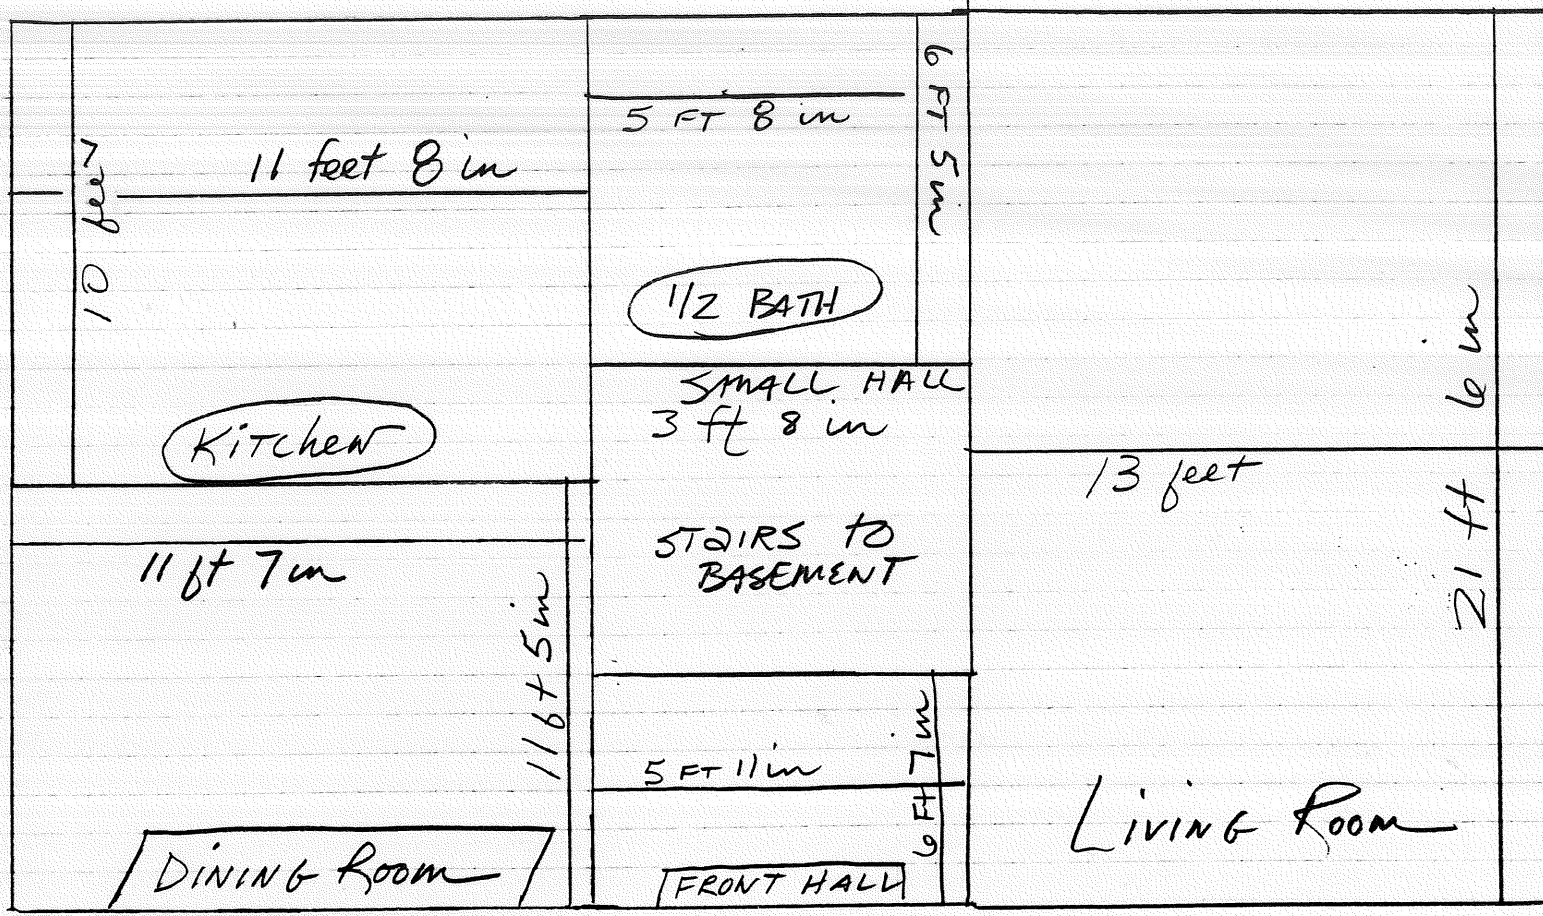 11 feet 8 in
10 feet
Kitchen
5 FT 8 in
6 FT 5 in
1/2 BATH
SMALL HALL
3 ft 8 in
STAIRS TO
BASEMENT
11 ft 7 in
11 ft 5 in
DINING Room
5 FT 11 in
6 Ft 7 in
FRONT HALL
13 feet
21 ft 6 in
LIVING Room